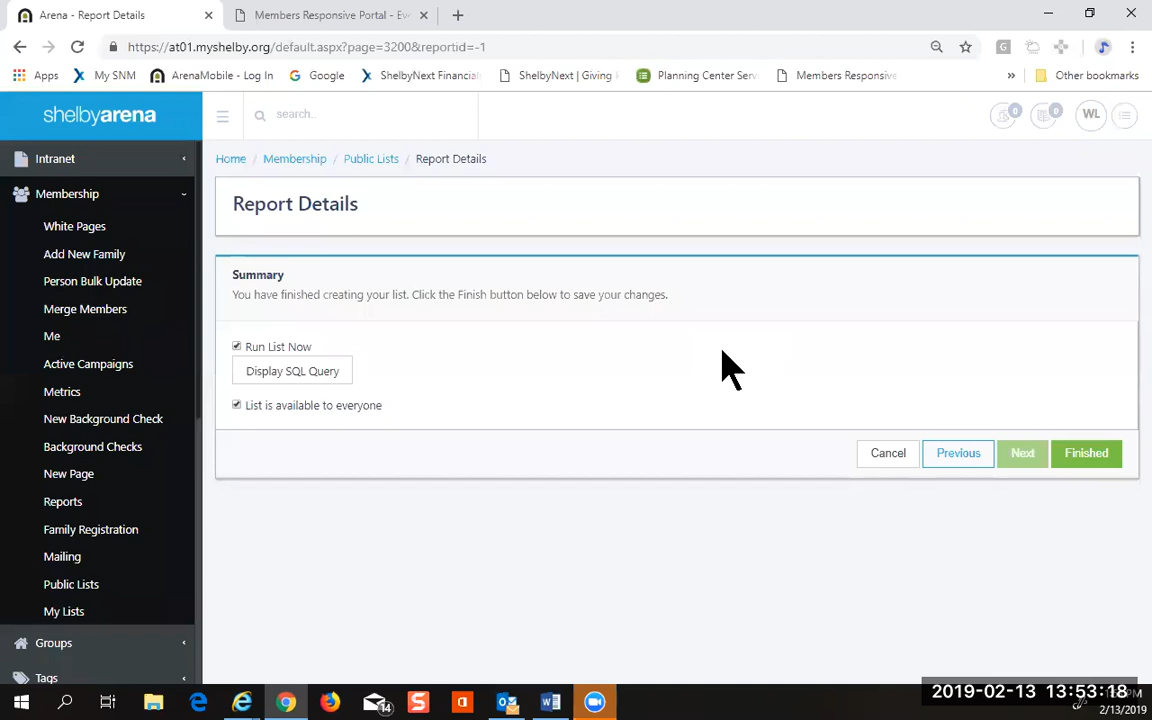 Arena - Report Details
Members Responsive Portal - Eve
https://at01.myshelby.org/default.aspx?page=3200&reportid=-1
Apps
My SNM
ArenaMobile - Log In
Google
ShelbyNext Financial
ShelbyNext | Giving
Planning Center Serv
Members Responsive
Other bookmarks
shelbyarena
search..
0
0
WL
Intranet
Membership
White Pages
Add New Family
Person Bulk Update
Merge Members
Me
Active Campaigns
Metrics
New Background Check
Background Checks
New Page
Reports
Family Registration
Mailing
Public Lists
My Lists
Groups
Tags
Home / Membership / Public Lists / Report Details
Report Details
Summary
You have finished creating your list. Click the Finish button below to save your changes.
Run List Now
Display SQL Query
List is available to everyone
Cancel
Previous
Next
Finished
14
2019-02-13 13:53:18
2/13/2019